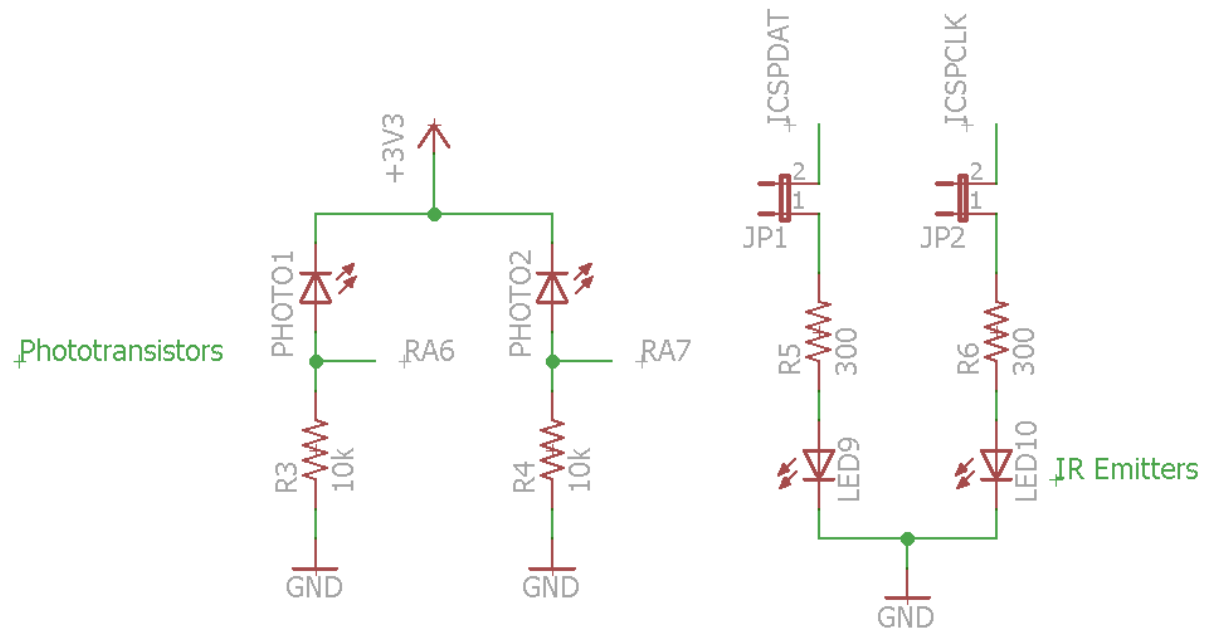 +3V3
PHOTO1
PHOTO2
Phototransistors
RA6
RA7
R3
10k
R4
10k
GND
GND
ICSPDAT
ICSPCLK
2
1
JP1
2
1
JP2
R5
300
R6
300
LED9
LED10
IR Emitters
GND